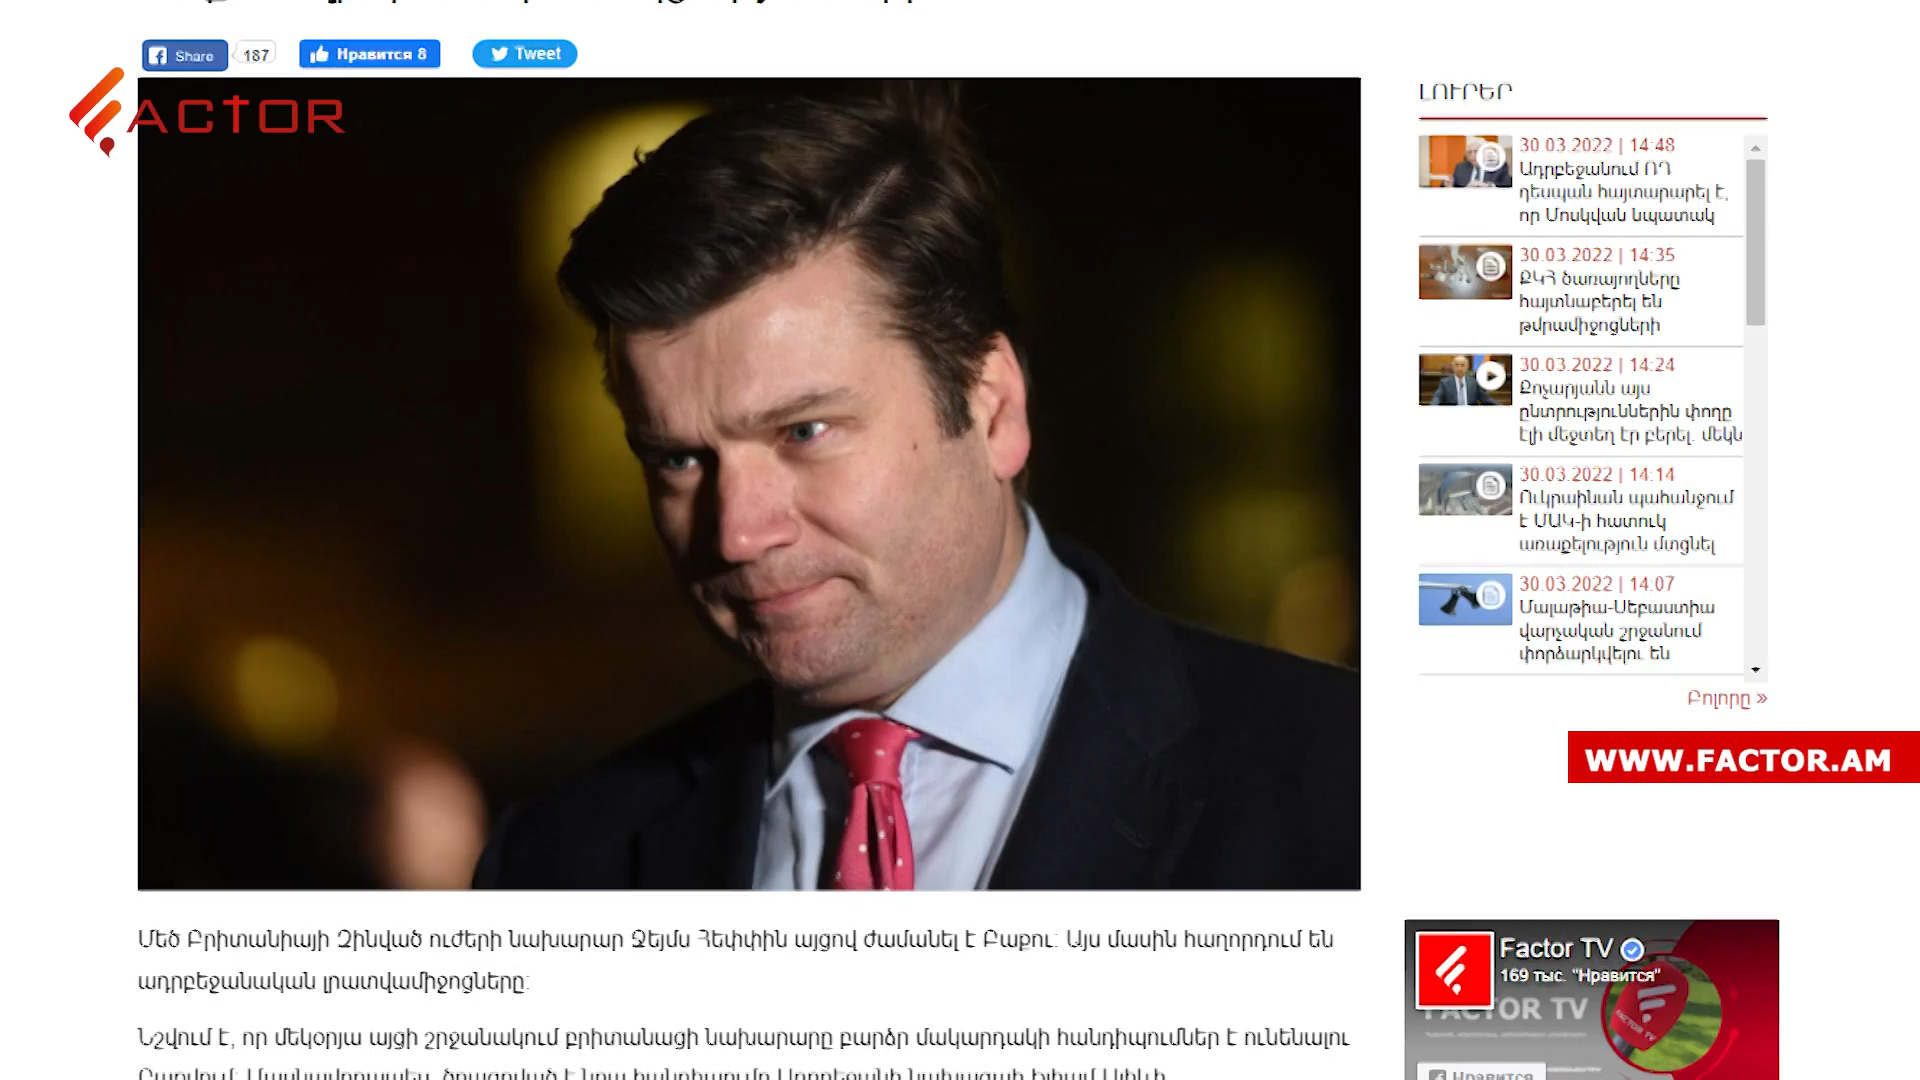 Share 187
Нравится 8
Tweet
ACTOR
ԼՈՒՐԵՐ
30.03.2022 | 14:48
Ադրբեջանում ՌԴ
դեսպան հայտարարել է,
որ Մոսկվան նպատակ
30.03.2022 | 14:35
ՔԿՀ ծառայողները
հայտնաբերել են
թմրամիջոցների
30.03.2022 | 14:24
Քոչարյանն այս
ընտրություններին փողը
էլի մեջտեղ էր բերել. մեկն
30.03.2022 | 14:14
Ուկրաինան պահանջում
է ՄԱԿ-ի հատուկ
առաքելություն մտցնել
30.03.2022 | 14:07
Մալաթիա-Սեբաստիա
վարչական շրջանում
փորձարկվելու են
Բոլորը »
WWW.FACTOR.AM
Մեծ Բրիտանիայի Զինված ուժերի նախարար Ջեյմս Հեփփին այցով ժամանել է Բաքու: Այս մասին հաղորդում են
ադրբեջանական լրատվամիջոցները:
Նշվում է, որ մեկօրյա այցի շրջանակում բրիտանացի նախարարը բարձր մակարդակի հանդիպումներ է ունենալու
Factor TV
169 тыс. "Нравится"
FACTOR TV
FACTOR TV
Нравится